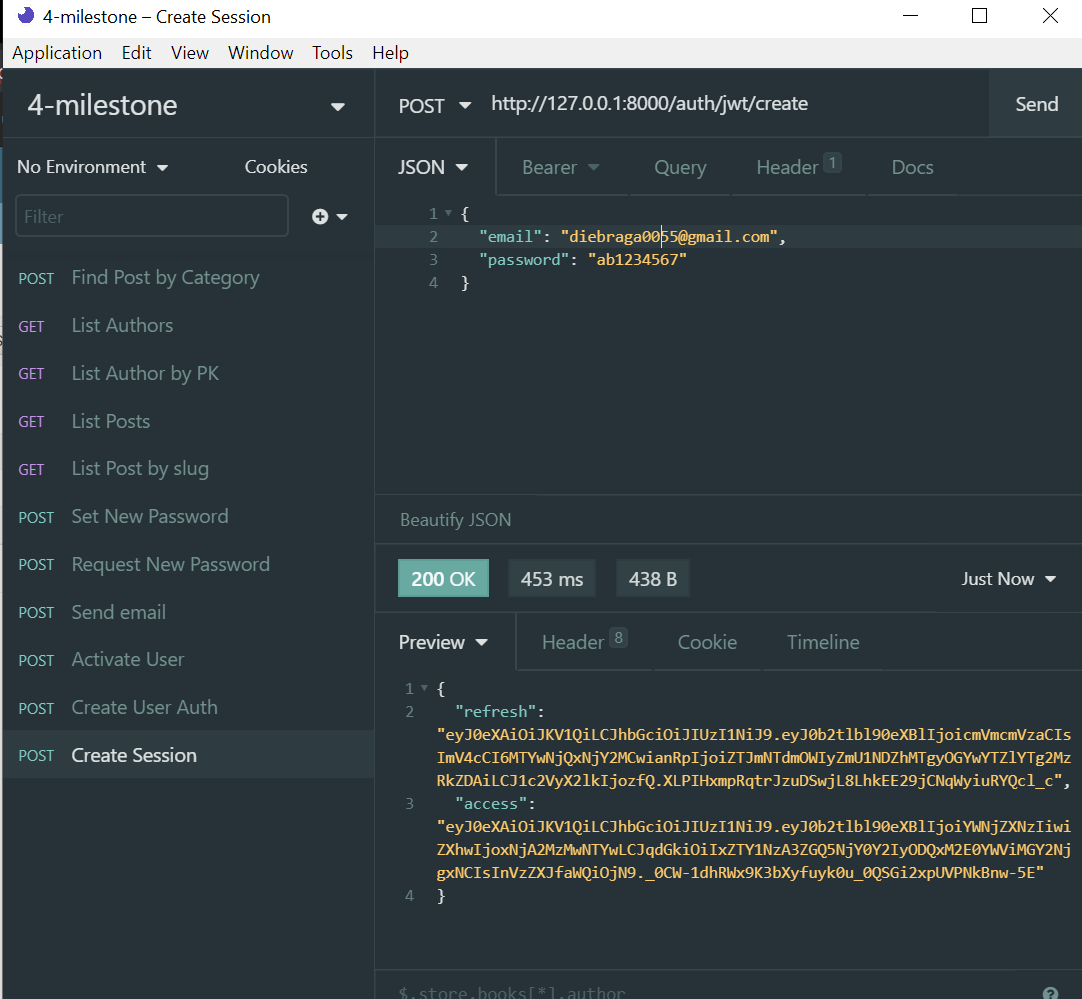 4-milestone – Create Session
Application Edit View Window Tools Help
4-milestone
POST http://127.0.0.1:8000/auth/jwt/create Send
No Environment Cookies
JSON Bearer Query Header 1 Docs
Filter
1 {
2 "email": "diebraga0055@gmail.com",
3 "password": "ab1234567"
4 }
POST Find Post by Category
GET List Authors
GET List Author by PK
GET List Posts
GET List Post by slug
POST Set New Password
POST Request New Password
POST Send email
POST Activate User
POST Create User Auth
POST Create Session
Beautify JSON
200 OK 453 ms 438 B Just Now
Preview Header 8 Cookie Timeline
1 {
2 "refresh":
"eyJ0eXAiOiJKV1QiLCJhbGciOiJIUzI1NiJ9.eyJ0b2tlbl90eXBlIjoicmVmcmVzaCIs
ImV4cCI6MTYwNjQxNjY2MCwianRpIjoiZTJmNTdmOWIyZmU1NDZhMTgyOGYwYTZlYTg2Mz
RkZDAiLCJ1c2VyX2lkIjozfQ.XLPIHxmpRqtrJzuDSwjL8LhkEE29jCNqWyiuRYQcl_c",
3 "access":
"eyJ0eXAiOiJKV1QiLCJhbGciOiJIUzI1NiJ9.eyJ0b2tlbl90eXBlIjoiYWNjZXNzIiwi
ZXhwIjoxNjA2MzMwNTYwLCJqdGkiOiIxZTY1NzA3ZGQ5NjY0Y2IyODQxM2E0YWViMGY2Nj
gxNCIsInVzZXJfaWQiOjN9._0CW-1dhRWx9K3bXyfuyk0u_0QSGi2xpUVPNkBnw-5E"
4 }
$.store.books[*].author